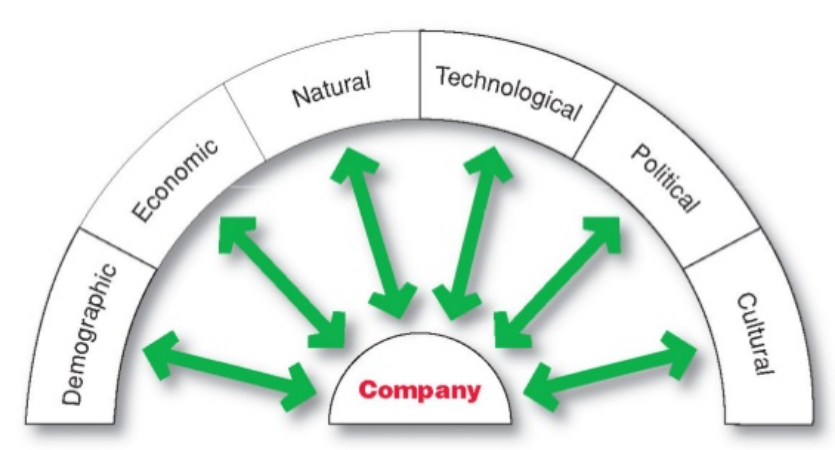 Demographic
Economic
Natural
Technological
Political
Cultural
Company